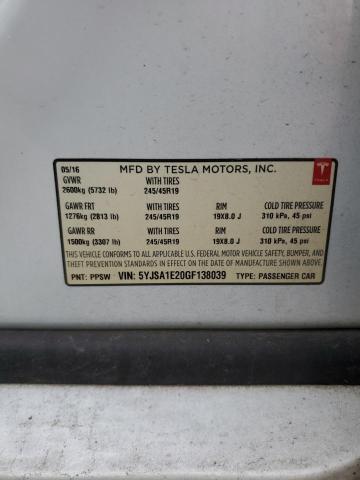 05/16 MFD BY TESLA MOTORS, INC.
GVWR WITH TIRES
2600kg (5732 lb) 245/45R19
TESLA
GAWR FRT WITH TIRES RIM COLD TIRE PRESSURE
1276kg (2813 lb) 245/45R19 19X8.0 J 310 kPa, 45 psi
GAWR RR WITH TIRES RIM COLD TIRE PRESSURE
1500kg (3307 lb) 245/45R19 19X8.0 J 310 kPa, 45 psi
THIS VEHICLE CONFORMS TO ALL APPLICABLE U.S. FEDERAL MOTOR VEHICLE SAFETY, BUMPER, AND
THEFT PREVENTION STANDARDS IN EFFECT ON THE DATE OF MANUFACTURE SHOWN ABOVE.
PNT: PPSW VIN: 5YJSA1E20GF138039 TYPE: PASSENGER CAR